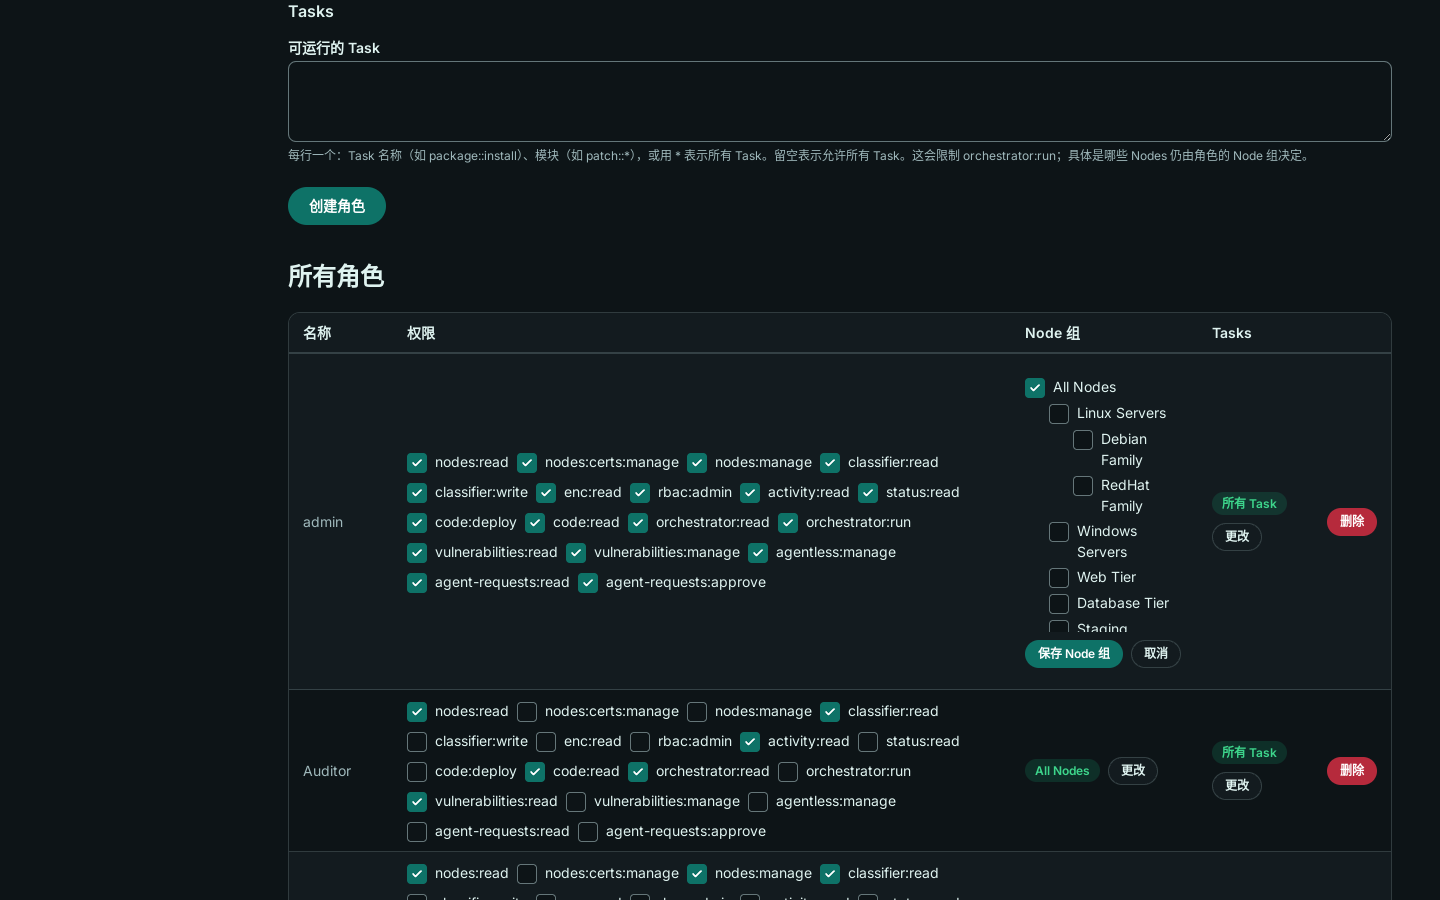 Tasks
可运行的 Task
每行一个：Task 名称（如 package::install）、模块（如 patch::*），或用 * 表示所有 Task。留空表示允许所有 Task。这会限制 orchestrator:run；具体是哪些 Nodes 仍由角色的 Node 组决定。
创建角色
所有角色
名称 权限 Node 组 Tasks
admin
nodes:read nodes:certs:manage nodes:manage classifier:read
classifier:write enc:read rbac:admin activity:read status:read
code:deploy code:read orchestrator:read orchestrator:run
vulnerabilities:read vulnerabilities:manage agentless:manage
agent-requests:read agent-requests:approve
All Nodes
Linux Servers
Debian
Family
RedHat
Family
Windows
Servers
Web Tier
Database Tier
Staging
保存 Node 组 取消
所有 Task
更改
删除
Auditor
nodes:read nodes:certs:manage nodes:manage classifier:read
classifier:write enc:read rbac:admin activity:read status:read
code:deploy code:read orchestrator:read orchestrator:run
vulnerabilities:read vulnerabilities:manage agentless:manage
agent-requests:read agent-requests:approve
All Nodes 更改
所有 Task
更改
删除
nodes:read nodes:certs:manage nodes:manage classifier:read